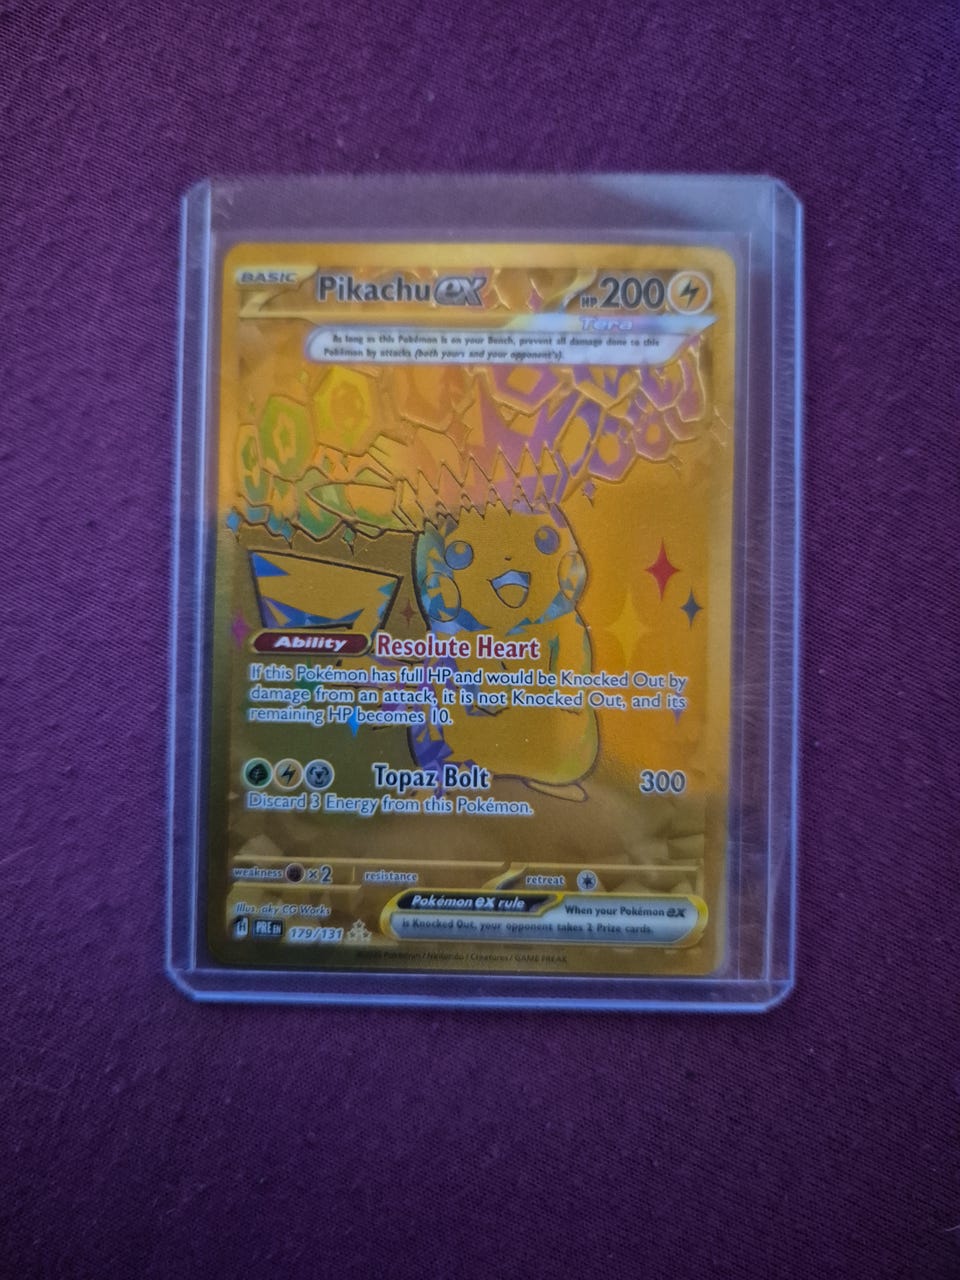 BASIC Pikachu ex HP 200
Tera
As long as this Pokémon is on your Bench, prevent all damage done to this
Pokémon by attacks (both yours and your opponent's).
Ability Resolute Heart
If this Pokémon has full HP and would be Knocked Out by
damage from an attack, it is not Knocked Out, and its
remaining HP becomes 10.
Topaz Bolt 300
Discard 3 Energy from this Pokémon.
weakness ×2 resistance retreat
Illus. aky CG Works
Pokémon ex rule When your Pokémon ex
is Knocked Out, your opponent takes 2 Prize cards.
H PRE EN 179/131
Pokémon / Nintendo / Creatures / GAME FREAK